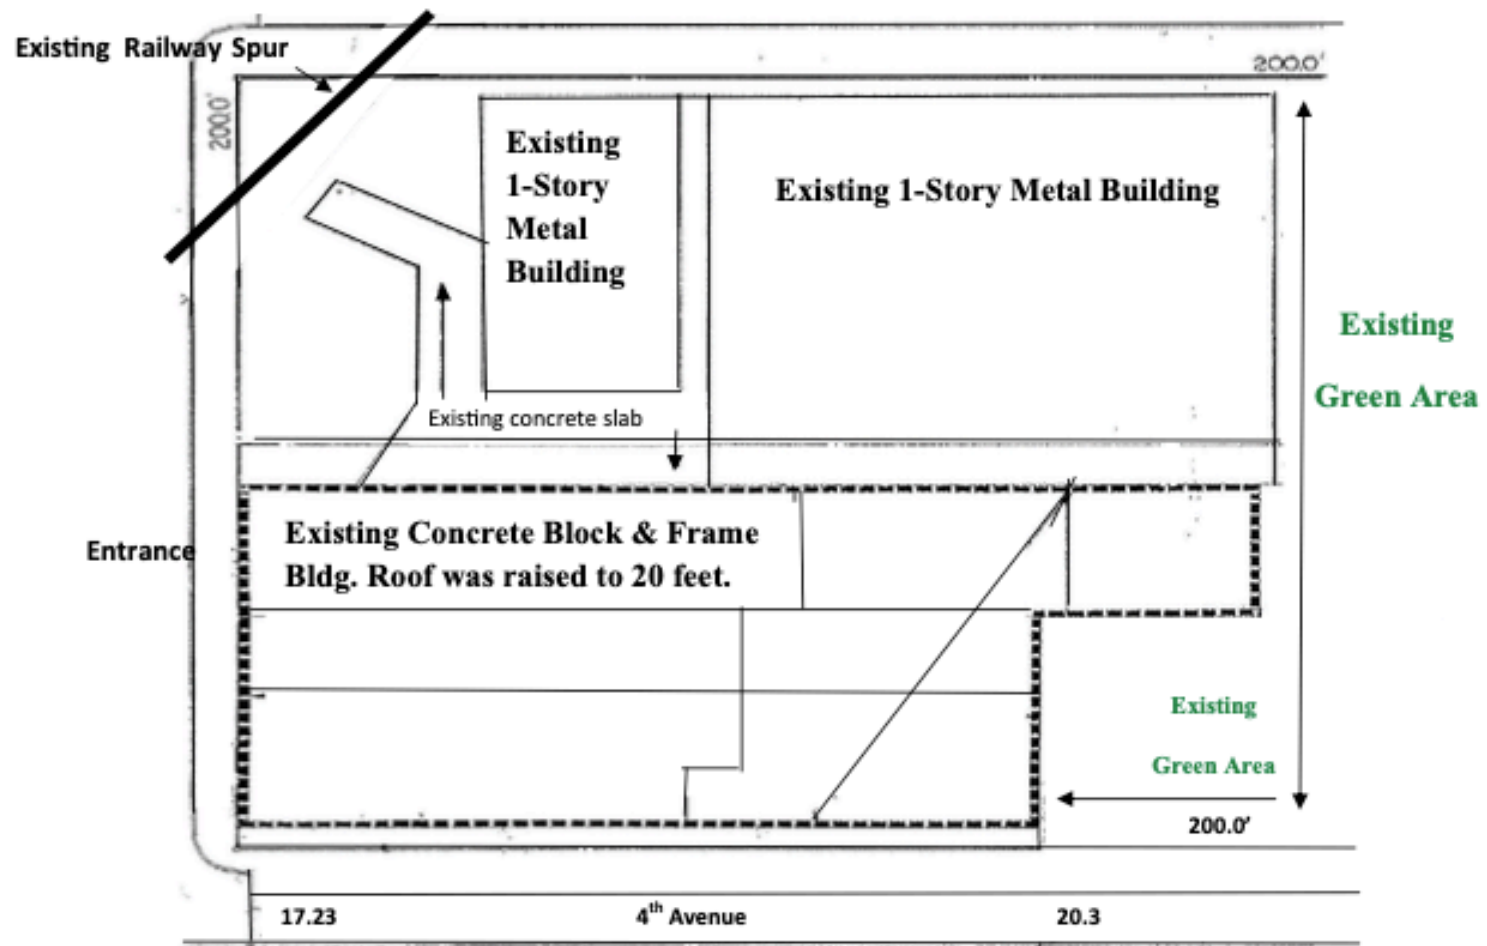 Existing Railway Spur
200.0'
200.0'
Existing
1-Story
Metal
Building
Existing 1-Story Metal Building
Existing
Green Area
Existing concrete slab
Entrance
Existing Concrete Block & Frame
Bldg. Roof was raised to 20 feet.
Existing
Green Area
200.0'
17.23
4th Avenue
20.3